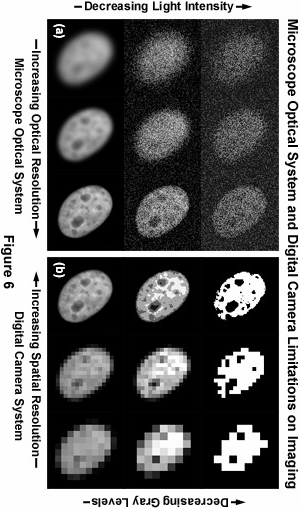 Microscope Optical System and Digital Camera Limitations on Imaging
Decreasing Light Intensity
(a)
Increasing Optical Resolution
Microscope Optical System
(b)
Increasing Spatial Resolution
Digital Camera System
Decreasing Gray Levels
Figure 6